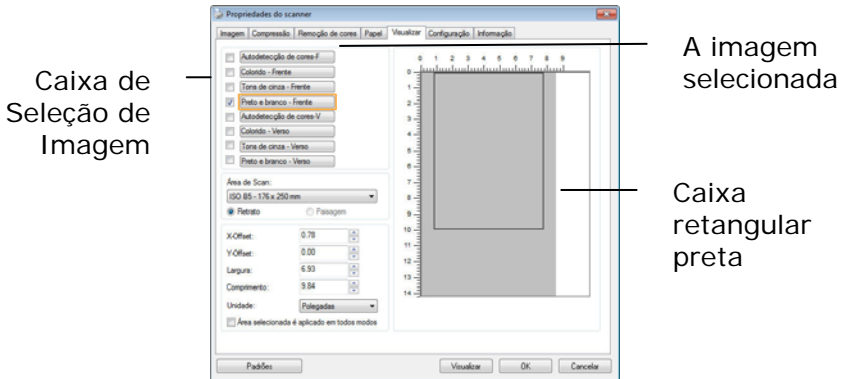 Propriedades do scanner
Imagem Compressão Remoção de cores Papel Visualizar Configuração Informação
Caixa de
Seleção de
Imagem
Autodetecção de cores-F
Colorido - Frente
Tons de cinza - Frente
Preto e branco - Frente
Autodetecção de cores-V
Colorido - Verso
Tons de cinza - Verso
Preto e branco - Verso
Área de Scan:
ISO B5 - 176 x 250 mm
Retrato Paisagem
X-Offset: 0.78
Y-Offset: 0.00
Largura: 6.93
Comprimento: 9.84
Unidade: Polegadas
Área selecionada é aplicado em todos modos
0 1 2 3 4 5 6 7 8 9
0
1
2
3
4
5
6
7
8
9
10
11
12
13
14
A imagem
selecionada
Caixa
retangular
preta
Padrões Visualizar OK Cancelar